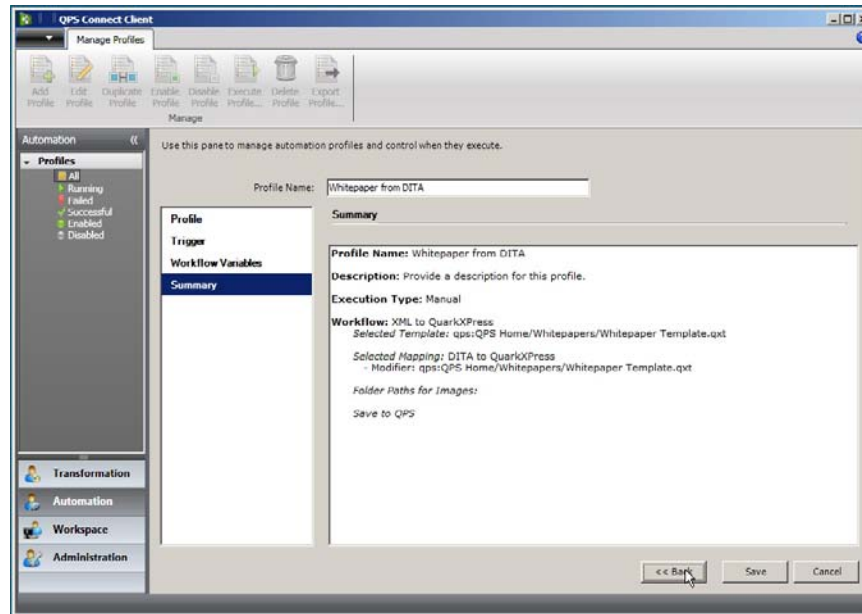 QPS Connect Client
Manage Profiles
Add Profile
Edit Profile
Duplicate Profile
Enable Profile
Disable Profile
Execute Profile...
Delete Profile
Export Profile...
Manage
Automation
Profiles
All
Running
Failed
Successful
Enabled
Disabled
Use this pane to manage automation profiles and control when they execute.
Profile Name: Whitepaper from DITA
Profile
Trigger
Workflow Variables
Summary
Summary
Profile Name: Whitepaper from DITA
Description: Provide a description for this profile.
Execution Type: Manual
Workflow: XML to QuarkXPress
Selected Template: qps:QPS Home/Whitepapers/Whitepaper Template.qxt
Selected Mapping: DITA to QuarkXPress
- Modifier: qps:QPS Home/Whitepapers/Whitepaper Template.qxt
Folder Paths for Images:
Save to QPS
Transformation
Automation
Workspace
Administration
<< Back
Save
Cancel